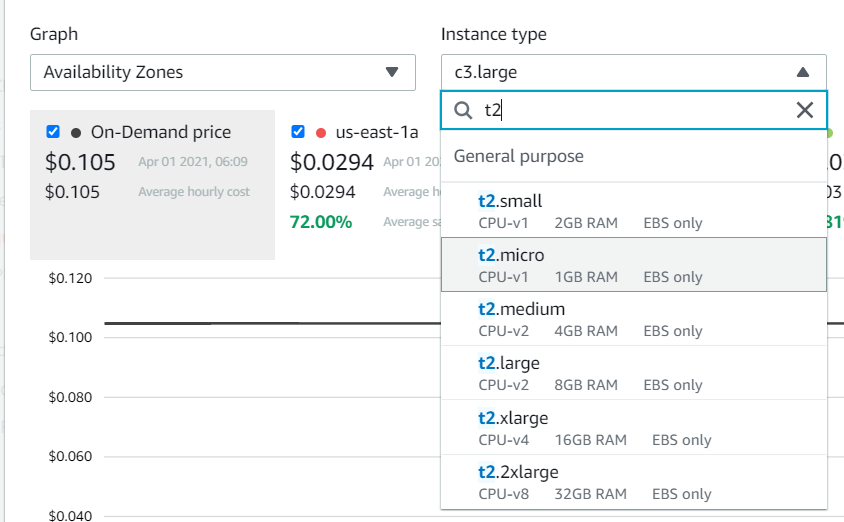 Graph
Instance type
Availability Zones
c3.large
t2
On-Demand price
$0.105 Apr 01 2021, 06:09
$0.105 Average hourly cost
us-east-1a
$0.0294 Apr 01
$0.0294 Average
72.00% Average
General purpose
t2.small
CPU-v1 2GB RAM EBS only
t2.micro
CPU-v1 1GB RAM EBS only
t2.medium
CPU-v2 4GB RAM EBS only
t2.large
CPU-v2 8GB RAM EBS only
t2.xlarge
CPU-v4 16GB RAM EBS only
t2.2xlarge
CPU-v8 32GB RAM EBS only
$0.120
$0.100
$0.080
$0.060
$0.040